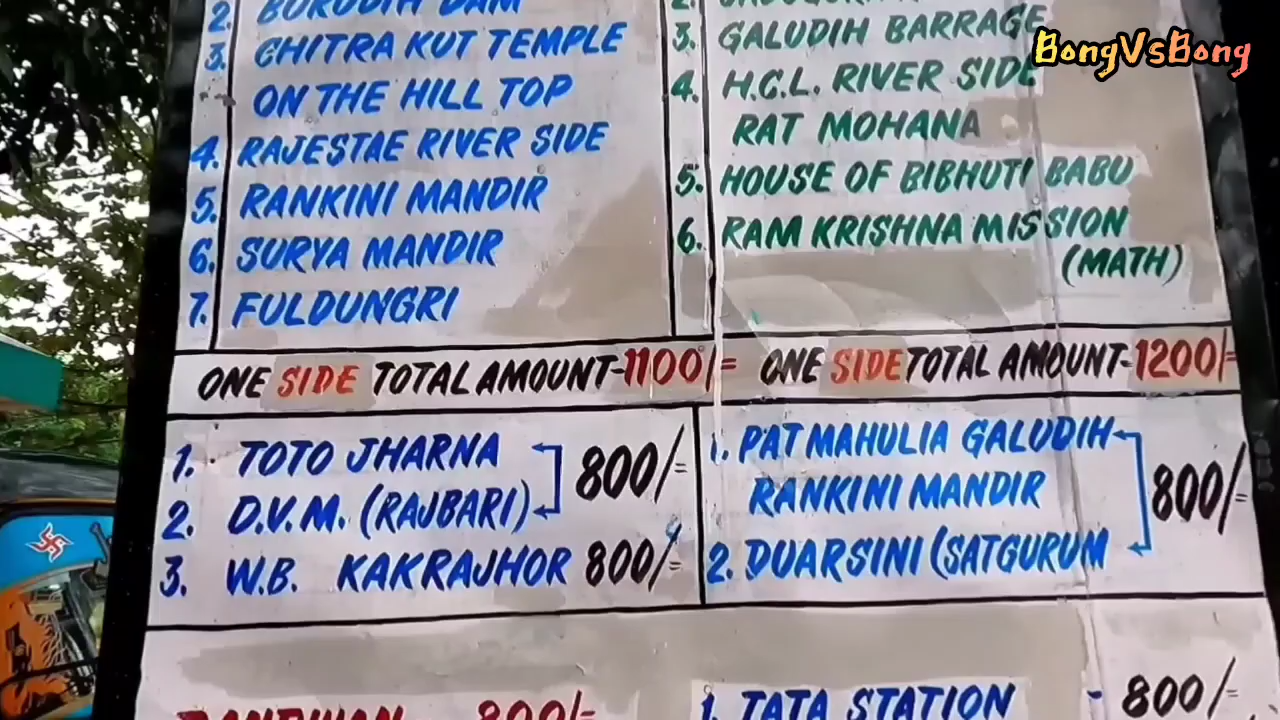 2. BURUDIH DAM
3. CHITRA KUT TEMPLE
ON THE HILL TOP
4. RAJESTAE RIVER SIDE
5. RANKINI MANDIR
6. SURYA MANDIR
7. FULDUNGRI
2.
3. GALUDIH BARRAGE
4. H.C.L. RIVER SIDE
RAT MOHANA
5. HOUSE OF BIBHUTI BABU
6. RAM KRISHNA MISSION
(MATH)
BongVsBong
ONE SIDE TOTAL AMOUNT-1100/=
ONE SIDE TOTAL AMOUNT-1200/=
1. TOTO JHARNA
2. D.V.M. (RAJBARI)
800/=
3. W.B. KAKRAJHOR 800/=
1. PAT MAHULIA GALUDIH
RANKINI MANDIR
2. DUARSINI (SATGURUM
800/=
800/=
1. TATA STATION - 800/=